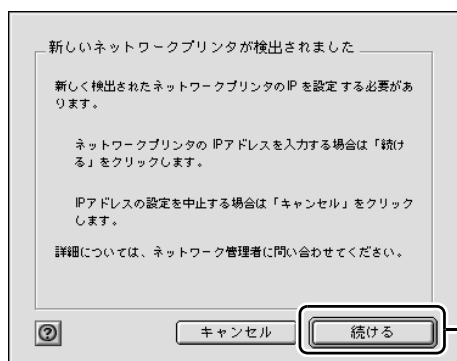 新しいネットワークプリンタが検出されました
新しく検出されたネットワークプリンタのIP を設定する必要があ
ります。
ネットワークプリンタの IPアドレスを入力する場合は「続け
る」をクリックします。
IPアドレスの設定を中止する場合は「キャンセル」をクリック
します。
詳細については、ネットワーク管理者に問い合わせてください。
?
キャンセル
続ける